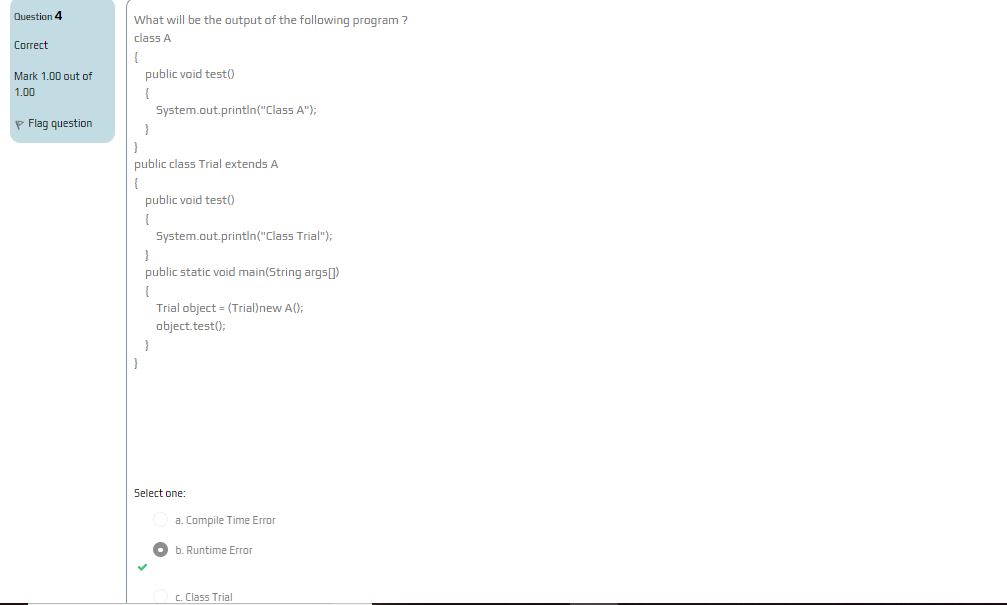 Question 4
Correct
Mark 1.00 out of
1.00
Flag question
What will be the output of the following program ?
class A
{
public void test()
{
System.out.println("Class A");
}
}
public class Trial extends A
{
public void test()
{
System.out.println("Class Trial");
}
public static void main(String args[])
{
Trial object = (Trial)new A();
object.test();
}
}
Select one:
a. Compile Time Error
b. Runtime Error
c. Class Trial